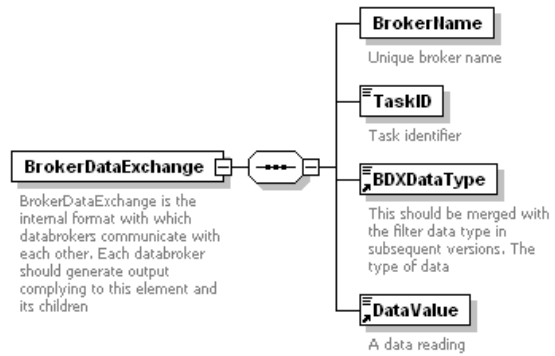 BrokerName
Unique broker name
TaskID
Task identifier
BrokerDataExchange
BrokerDataExchange is the
internal format with which
databrokers communicate with
each other. Each databroker
should generate output
complying to this element and
its children
BDXDataType
This should be merged with
the filter data type in
subsequent versions. The
type of data
DataValue
A data reading